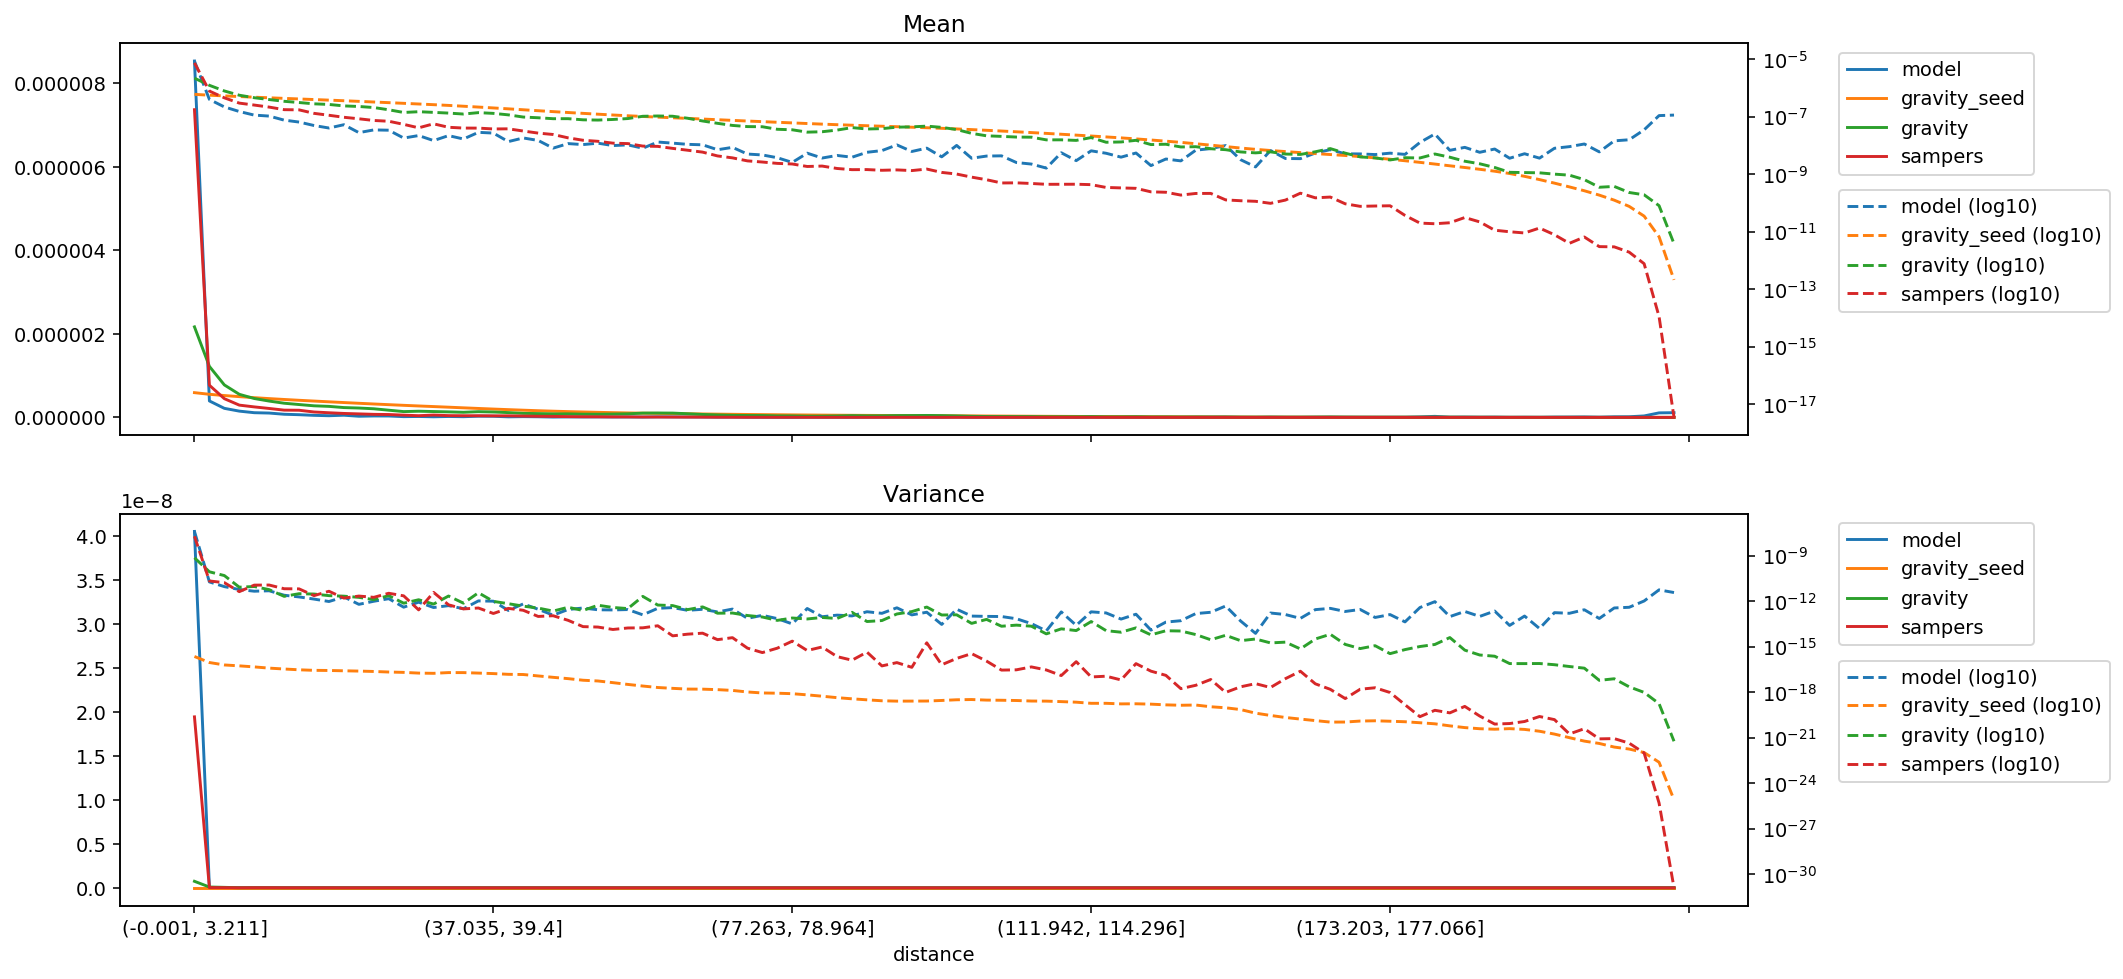 Mean
0.000008
0.000006
0.000004
0.000002
0.000000
10⁻⁵
10⁻⁷
10⁻⁹
10⁻¹¹
10⁻¹³
10⁻¹⁵
10⁻¹⁷
model
gravity_seed
gravity
sampers
model (log10)
gravity_seed (log10)
gravity (log10)
sampers (log10)
Variance
1e−8
4.0
3.5
3.0
2.5
2.0
1.5
1.0
0.5
0.0
10⁻⁹
10⁻¹²
10⁻¹⁵
10⁻¹⁸
10⁻²¹
10⁻²⁴
10⁻²⁷
10⁻³⁰
model
gravity_seed
gravity
sampers
model (log10)
gravity_seed (log10)
gravity (log10)
sampers (log10)
(-0.001, 3.211] (37.035, 39.4] (77.263, 78.964] (111.942, 114.296] (173.203, 177.066]
distance